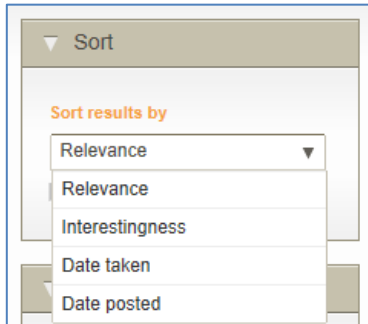 Sort
Sort results by
Relevance
Relevance
Interestingness
Date taken
Date posted